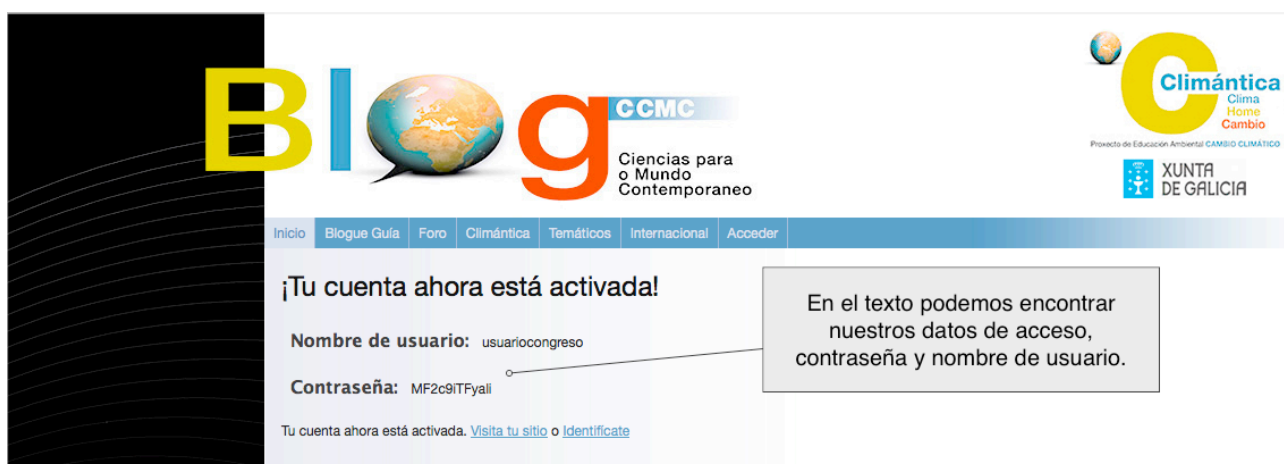 Blog
CCMC
Ciencias para
o Mundo
Contemporaneo
Climántica
Clima
Home
Cambio
Proxecto de Educación Ambiental CAMBIO CLIMÁTICO
XUNTA
DE GALICIA
Inicio Blogue Guía Foro Climántica Temáticos Internacional Acceder
¡Tu cuenta ahora está activada!
Nombre de usuario: usuariocongreso
Contraseña: MF2c9iTFyali
Tu cuenta ahora está activada. Visita tu sitio o Identifícate
En el texto podemos encontrar
nuestros datos de acceso,
contraseña y nombre de usuario.